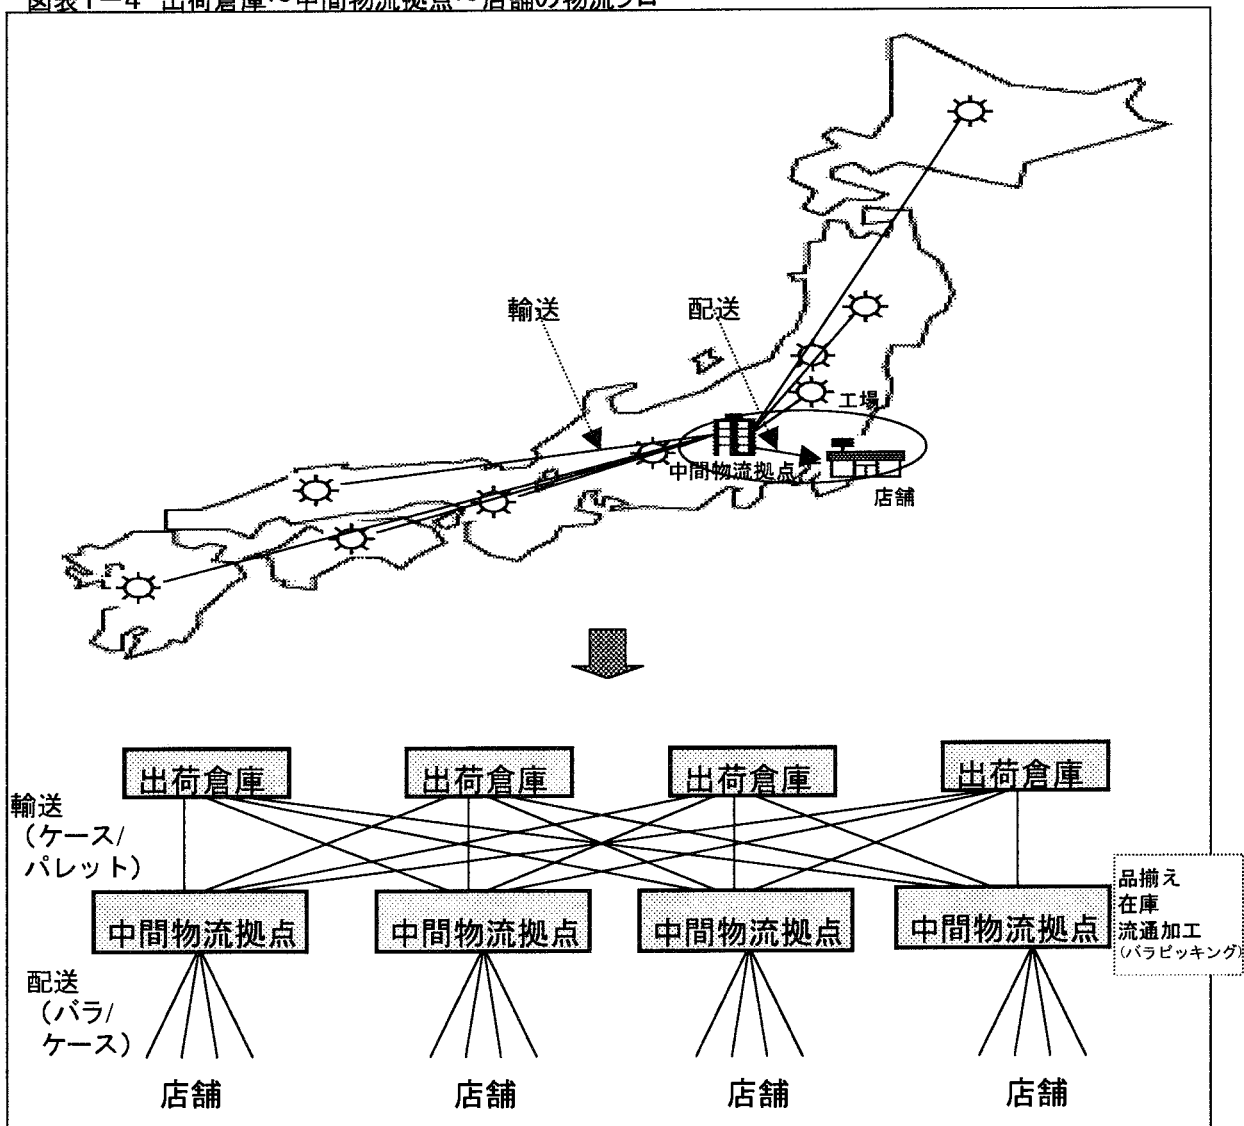 図表1－4 出荷倉庫～中間物流拠点～店舗の物流フロー
輸送
配送
工場
中間物流拠点
店舗
出荷倉庫
出荷倉庫
出荷倉庫
出荷倉庫
輸送
（ケース/
パレット）
中間物流拠点
中間物流拠点
中間物流拠点
中間物流拠点
品揃え
在庫
流通加工
（バラピッキング）
配送
（バラ/
ケース）
店舗
店舗
店舗
店舗